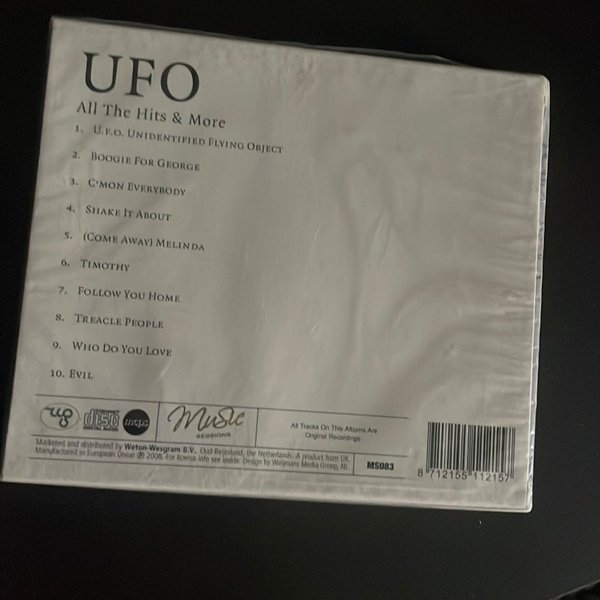 UFO
All The Hits & More
1. U.F.O. Unidentified Flying Object
2. Boogie For George
3. C'mon Everybody
4. Shake It About
5. (Come Away) Melinda
6. Timothy
7. Follow You Home
8. Treacle People
9. Who Do You Love
10. Evil
wg disc mcps Music
SESSIONS
All Tracks On This Albums Are
Original Recordings
Marketed and distributed by Weton-Wesgram B.V., Oud-Beijerland, the Netherlands. A product from UK.
Manufactured in European Union ℗ 2008. For license info see inside. Design by Weijmans Media Groep, NL
MS083
8 712155 112157